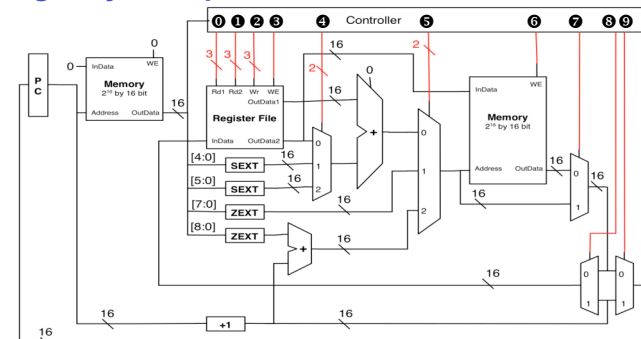 Controller
0 1 2 3 4 5 6 7 8 9
3 3 3 2 2
16
P
C
0
0
InData WE
Memory
2¹⁶ by 16 bit
Address OutData
16
Rd1 Rd2 Wr WE
OutData1
Register File
InData OutData2
16
0
+
0
1
2
[4:0] SEXT 16
[5:0] SEXT 16
[7:0] ZEXT 16
[8:0] ZEXT
+
16
0
1
2
WE
InData
Memory
2¹⁶ by 16 bit
Address OutData
16
16
0
1
16
0
1
0
1
16
16
+1
16
16